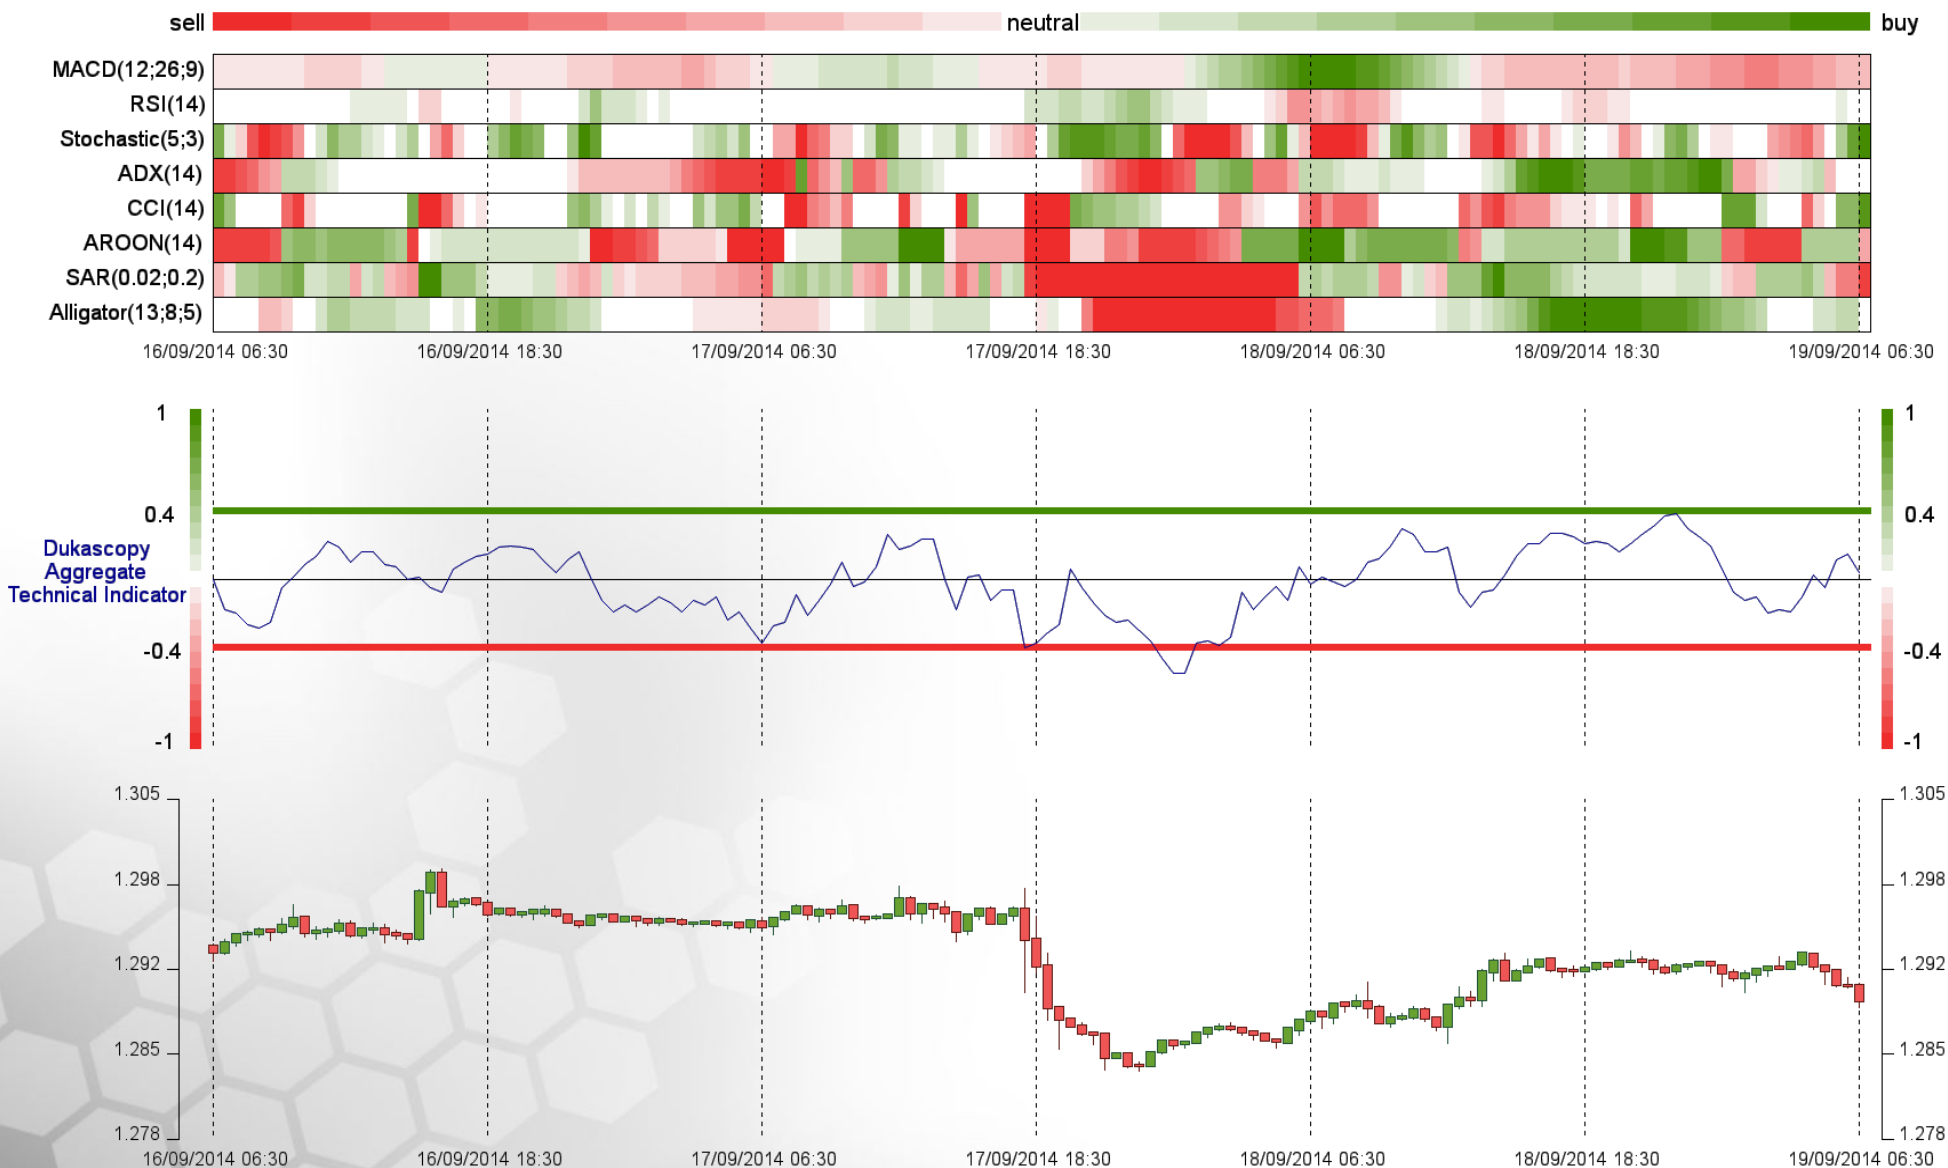 sell neutral buy
MACD(12;26;9)
RSI(14)
Stochastic(5;3)
ADX(14)
CCI(14)
AROON(14)
SAR(0.02;0.2)
Alligator(13;8;5)
16/09/2014 06:30 16/09/2014 18:30 17/09/2014 06:30 17/09/2014 18:30 18/09/2014 06:30 18/09/2014 18:30 19/09/2014 06:30
1 1
0.4 0.4
Dukascopy
Aggregate
Technical Indicator
-0.4 -0.4
-1 -1
1.305 1.305
1.298 1.298
1.292 1.292
1.285 1.285
1.278 1.278
16/09/2014 06:30 16/09/2014 18:30 17/09/2014 06:30 17/09/2014 18:30 18/09/2014 06:30 18/09/2014 18:30 19/09/2014 06:30